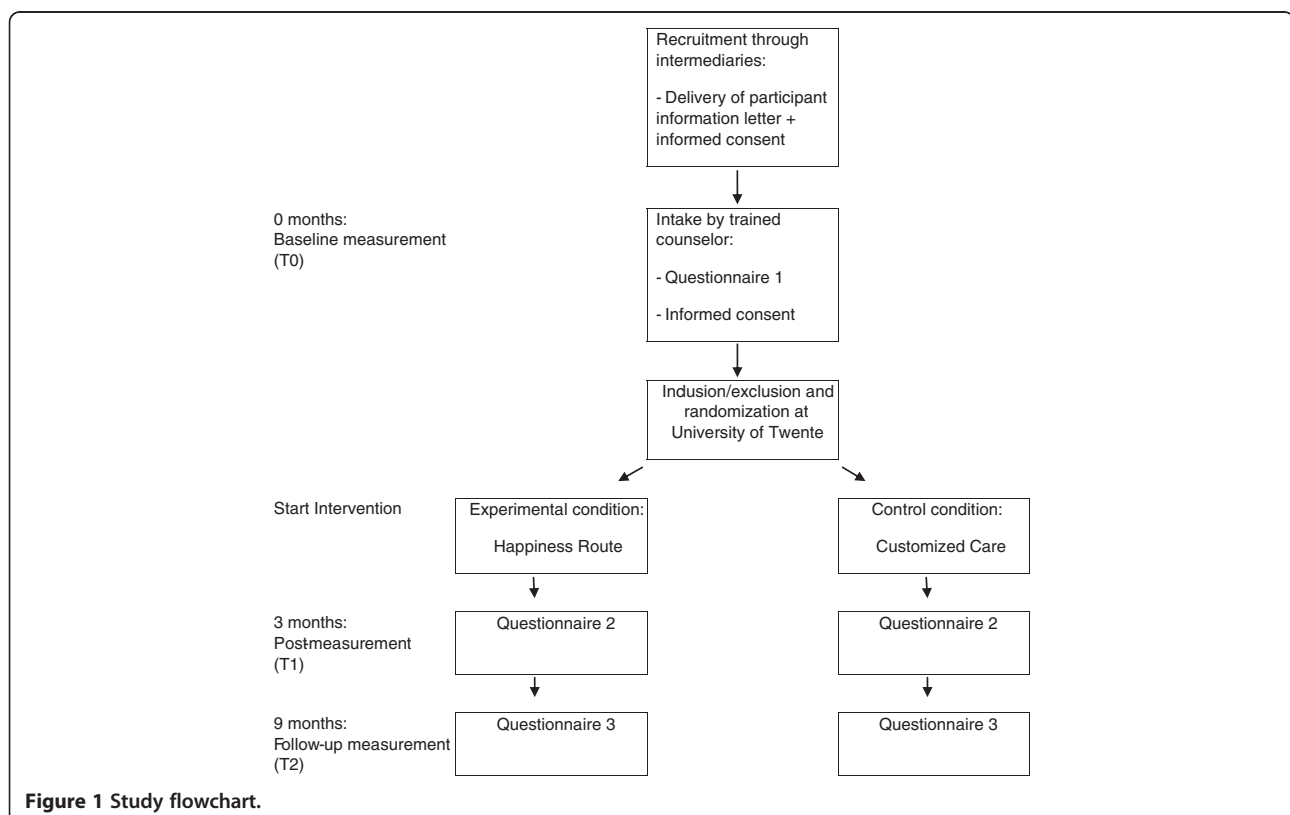 Recruitment through
intermediaries:
- Delivery of participant
information letter +
informed consent
0 months:
Baseline measurement
(T0)
Intake by trained
counselor:
- Questionnaire 1
- Informed consent
Indusion/exclusion and
randomization at
University of Twente
Start Intervention
Experimental condition:
Happiness Route
Control condition:
Customized Care
3 months:
Post-measurement
(T1)
Questionnaire 2
Questionnaire 2
9 months:
Follow-up measurement
(T2)
Questionnaire 3
Questionnaire 3
Figure 1 Study flowchart.